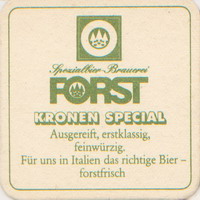 Spezialbier-Brauerei
FORST
KRONEN SPECIAL
Ausgereift, erstklassig,
feinwürzig.
Für uns in Italien das richtige Bier –
forstfrisch